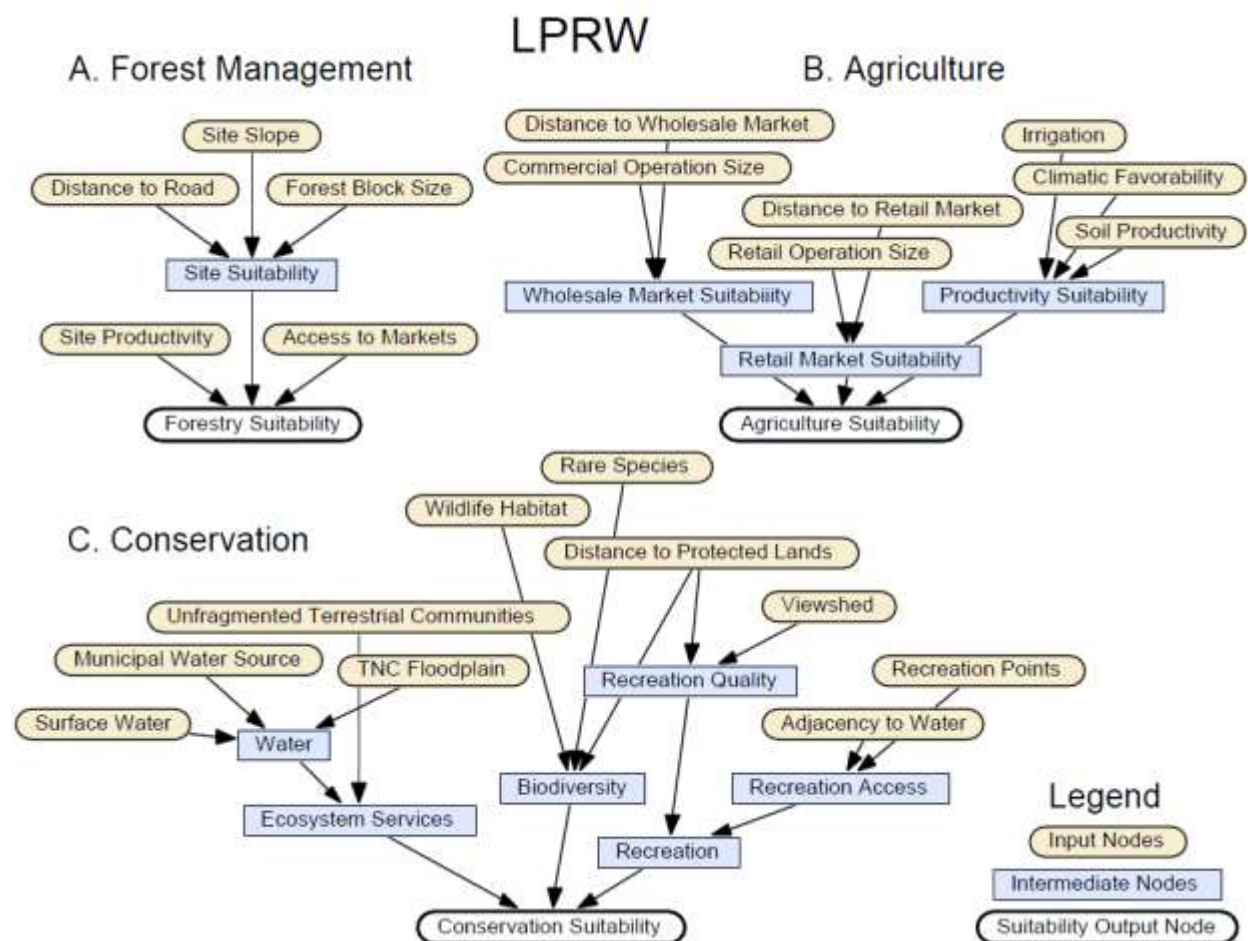 LPRW
A. Forest Management
B. Agriculture
Site Slope
Distance to Road
Forest Block Size
Site Suitability
Site Productivity
Access to Markets
Forestry Suitability
Distance to Wholesale Market
Commercial Operation Size
Irrigation
Climatic Favorability
Distance to Retail Market
Soil Productivity
Retail Operation Size
Wholesale Market Suitability
Productivity Suitability
Retail Market Suitability
Agriculture Suitability
C. Conservation
Rare Species
Wildlife Habitat
Distance to Protected Lands
Unfragmented Terrestrial Communities
Viewshed
Municipal Water Source
TNC Floodplain
Recreation Quality
Recreation Points
Surface Water
Water
Adjacency to Water
Biodiversity
Recreation Access
Ecosystem Services
Recreation
Conservation Suitability
Legend
Input Nodes
Intermediate Nodes
Suitability Output Node